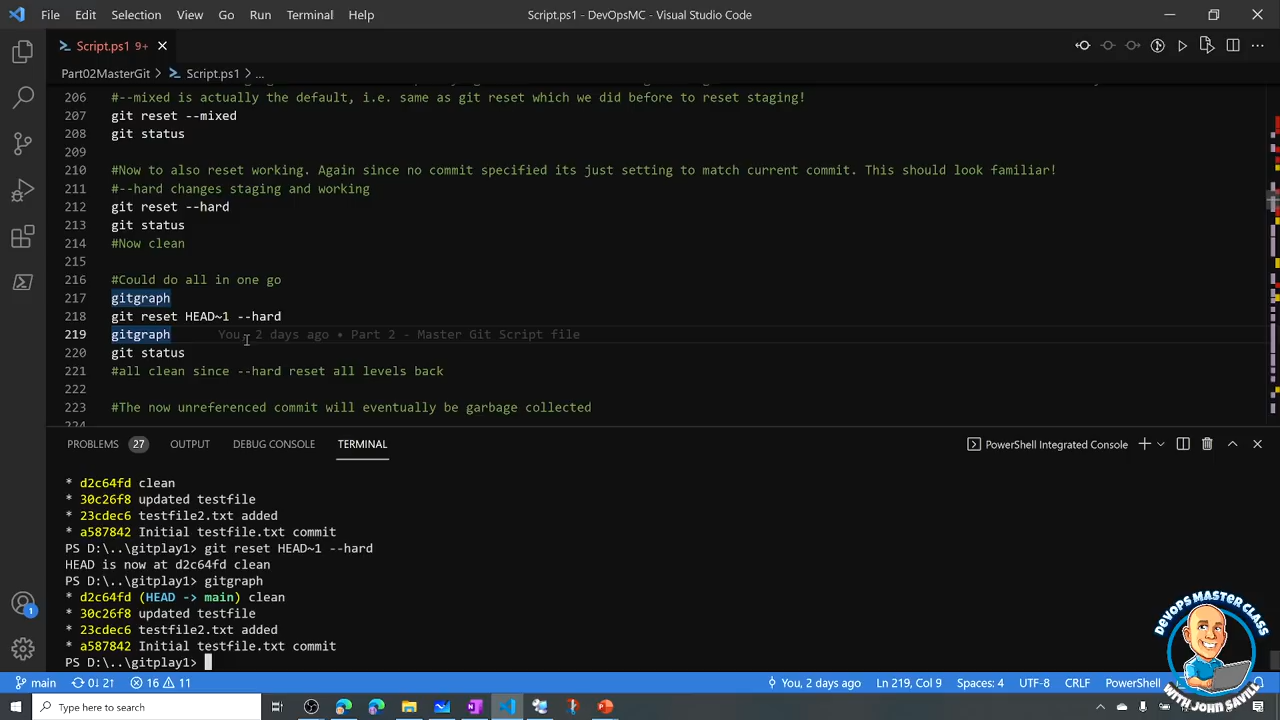 File Edit Selection View Go Run Terminal Help Script.ps1 - DevOpsMC - Visual Studio Code
Script.ps1 9+
Part02MasterGit > Script.ps1 > ...
206 #--mixed is actually the default, i.e. same as git reset which we did before to reset staging!
207 git reset --mixed
208 git status
209
210 #Now to also reset working. Again since no commit specified its just setting to match current commit. This should look familiar!
211 #--hard changes staging and working
212 git reset --hard
213 git status
214 #Now clean
215
216 #Could do all in one go
217 gitgraph
218 git reset HEAD~1 --hard
219 gitgraph You, 2 days ago • Part 2 - Master Git Script file
220 git status
221 #all clean since --hard reset all levels back
222
223 #The now unreferenced commit will eventually be garbage collected
224
PROBLEMS 27 OUTPUT DEBUG CONSOLE TERMINAL PowerShell Integrated Console
* d2c64fd clean
* 30c26f8 updated testfile
* 23cdec6 testfile2.txt added
* a587842 Initial testfile.txt commit
PS D:\..\gitplay1> git reset HEAD~1 --hard
HEAD is now at d2c64fd clean
PS D:\..\gitplay1> gitgraph
* d2c64fd (HEAD -> main) clean
* 30c26f8 updated testfile
* 23cdec6 testfile2.txt added
* a587842 Initial testfile.txt commit
PS D:\..\gitplay1>
DEVOPS MASTER CLASS
WITH JOHN SAVILL
1
main 0↓ 2↑ 16 11 You, 2 days ago Ln 219, Col 9 Spaces: 4 UTF-8 CRLF PowerShell
Type here to search